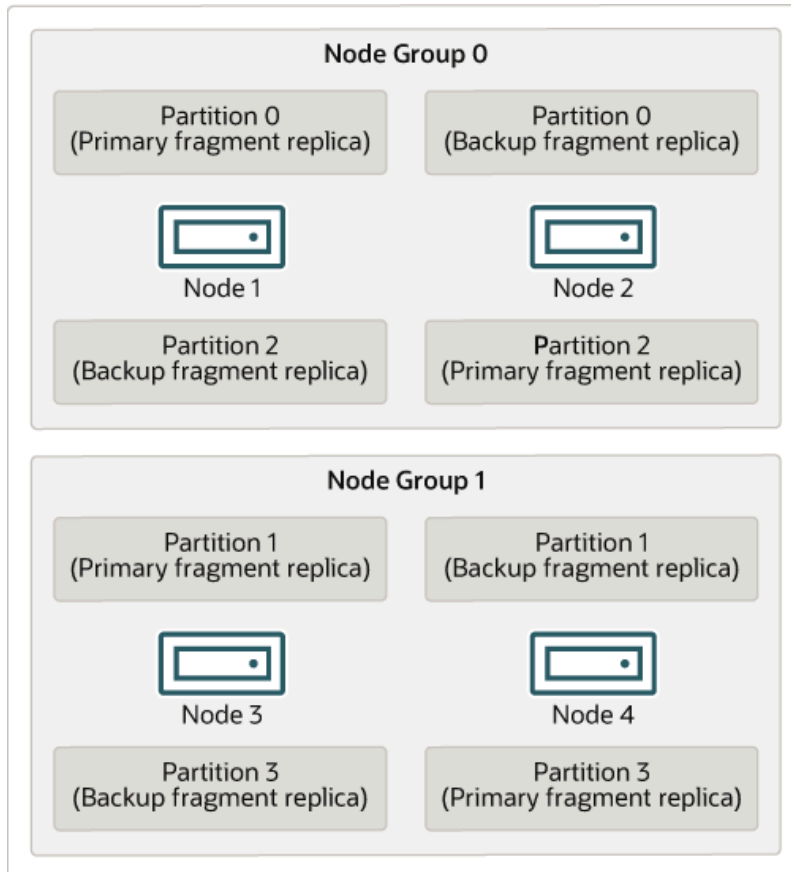 Node Group 0
Partition 0
(Primary fragment replica)
Partition 0
(Backup fragment replica)
Node 1
Node 2
Partition 2
(Backup fragment replica)
Partition 2
(Primary fragment replica)
Node Group 1
Partition 1
(Primary fragment replica)
Partition 1
(Backup fragment replica)
Node 3
Node 4
Partition 3
(Backup fragment replica)
Partition 3
(Primary fragment replica)